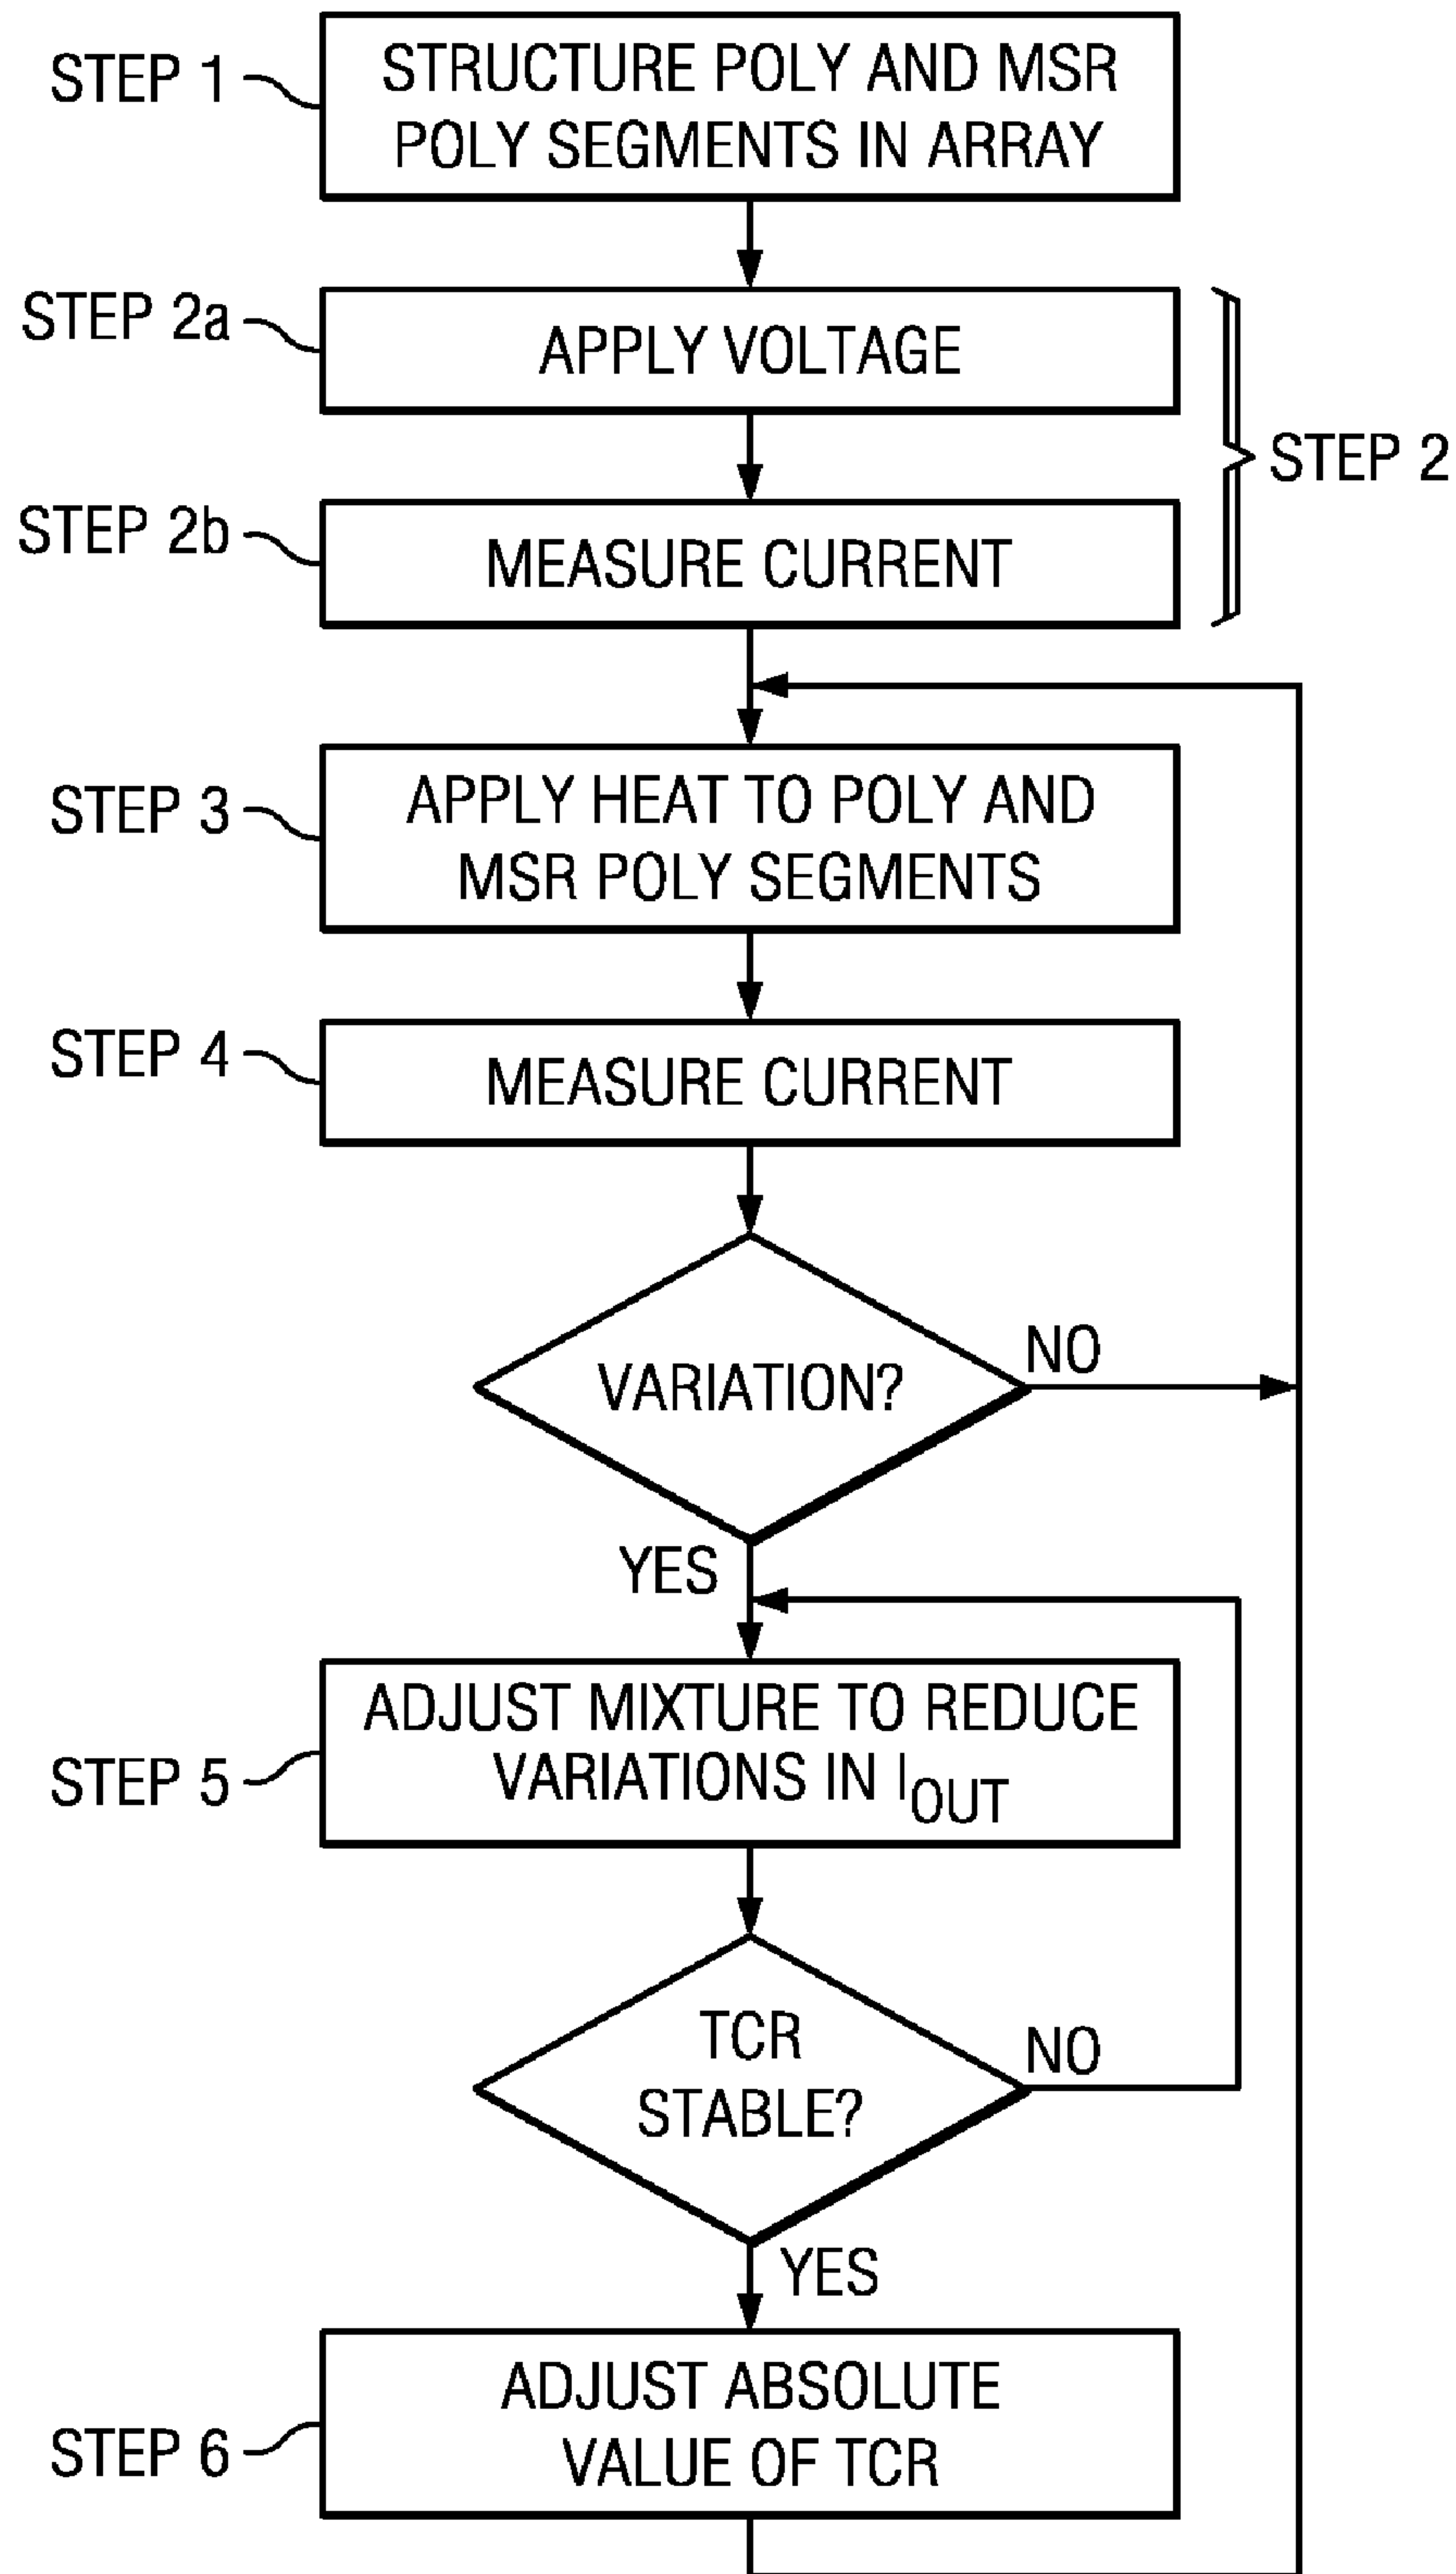 STEP 1
STRUCTURE POLY AND MSR
POLY SEGMENTS IN ARRAY
STEP 2a
APPLY VOLTAGE
STEP 2
STEP 2b
MEASURE CURRENT
STEP 3
APPLY HEAT TO POLY AND
MSR POLY SEGMENTS
STEP 4
MEASURE CURRENT
VARIATION?
NO
YES
STEP 5
ADJUST MIXTURE TO REDUCE
VARIATIONS IN IOUT
TCR
STABLE?
NO
YES
STEP 6
ADJUST ABSOLUTE
VALUE OF TCR